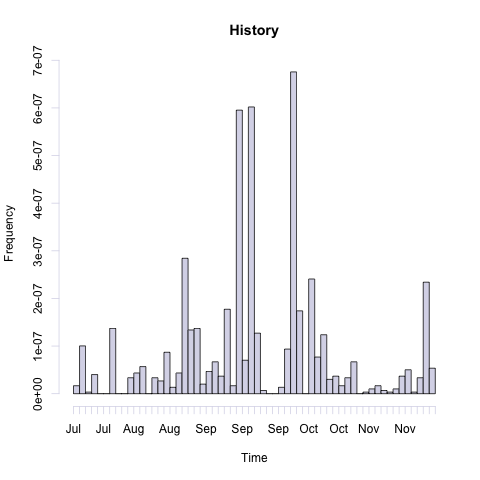 History
7e-07
6e-07
5e-07
4e-07
3e-07
2e-07
1e-07
0e+00
Frequency
Jul Jul Aug Aug Sep Sep Sep Oct Oct Nov Nov
Time